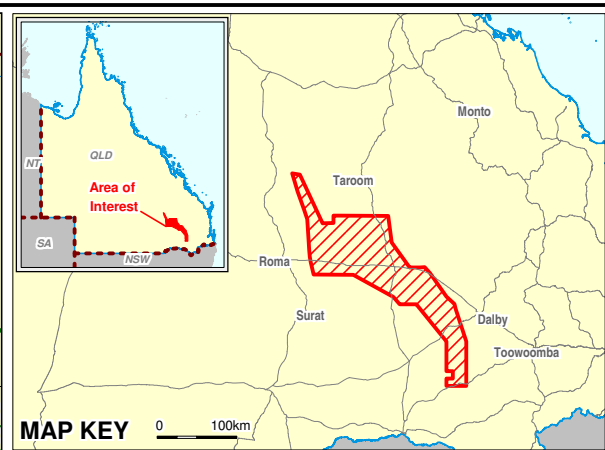 NT
QLD
Area of
Interest
SA
NSW
Monto
Taroom
Roma
Surat
Dalby
Toowoomba
MAP KEY
0 100km